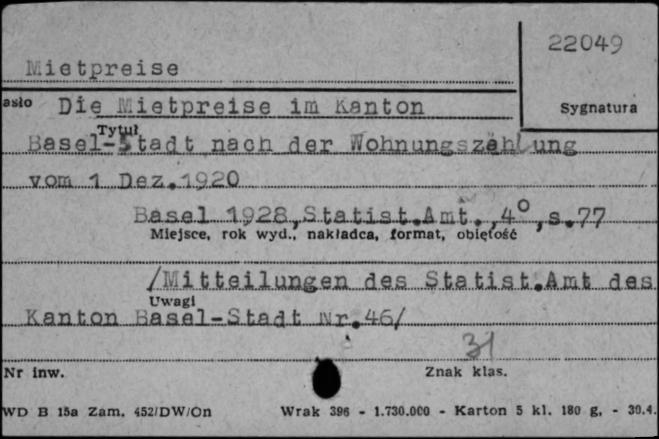 22049
Mietpreise
asło Die Mietpreise im Kanton
Sygnatura
Tytuł
Basel-Stadt nach der Wohnungszählung
vom 1 Dez.1920
Basel 1928,Statist.Amt.,4°,s.77
Miejsce, rok wyd., nakładca, format, objętość
/Mitteilungen des Statist.Amt des
Uwagi
Kanton Basel-Stadt Nr.46/
31
Nr inw.
Znak klas.
WD B 15a Zam. 452/DW/On Wrak 396 - 1.730.000 - Karton 5 kl. 180 g. - 30.4.